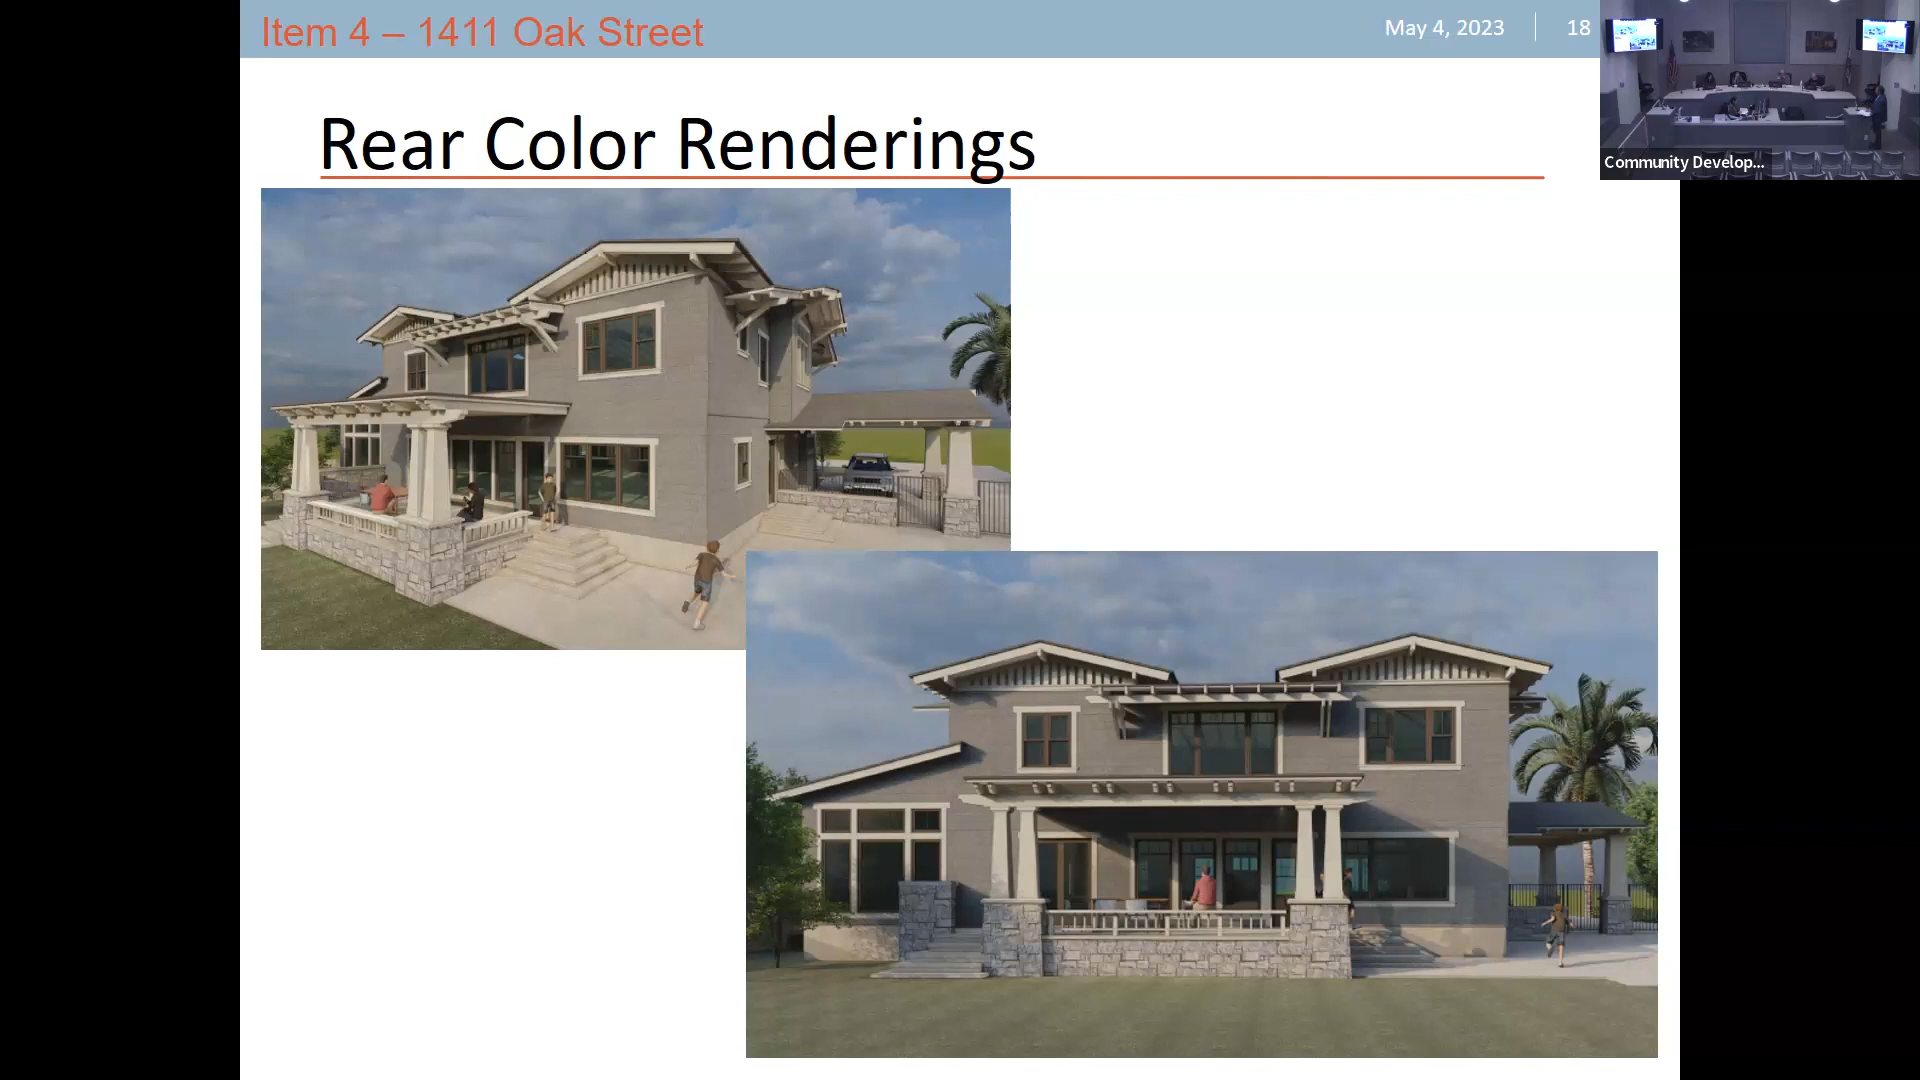 Item 4 – 1411 Oak Street
May 4, 2023
18
Community Develop...
Rear Color Renderings